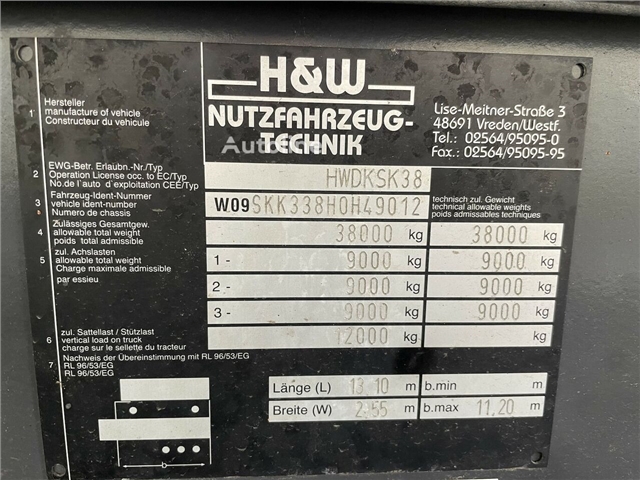 H&W
NUTZFAHRZEUG-
TECHNIK
Lise-Meitner-Straße 3
48691 Vreden/Westf.
Tel.: 02564/95095-0
Fax.: 02564/95095-95
1 Hersteller
manufacture of vehicle
Constructeur du vehicule
2 EWG-Betr. Erlaubn.-Nr./Typ
Operation License occ. to EC/Typ
No.de l´auto d´exploitation CEE/Typ
HWDKSK38
3 Fahrzeug-Ident-Nummer
vehicle ident-number
Numero de chassis
W09SKK338H0H49012
technisch zul. Gewicht
technical allowable weights
poids admissables techniques
4 Zulässiges Gesamtgew.
allowable total weight
poids total admissible
38000 kg 38000 kg
5 zul. Achslasten
allowable total weight
Charge maximale admissible
par essieu
1 - 9000 kg 9000 kg
2 - 9000 kg 9000 kg
3 - 9000 kg 9000 kg
6 zul. Sattellast / Stützlast
vertical load on truck
charge sur le sellette du tracteur
12000 kg kg
7 Nachweis der Übereinstimmung mit RL 96/53/EG
RL 96/53/EG
RL 96/53/EG
Länge (L) 13 10 m b.min m
Breite (W) 2.55 m b.max 11,20 m
b